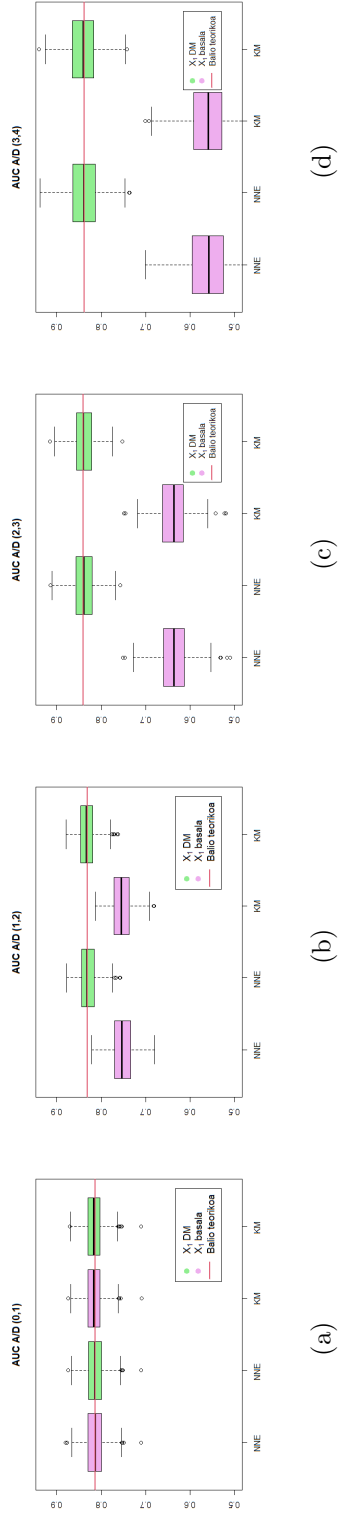 AUC A/D (0,1)
0.5 0.6 0.7 0.8 0.9
NNE NNE KM KM
X1 DM
X1 basala
Balio teorikoa
(a)
AUC A/D (1,2)
0.5 0.6 0.7 0.8 0.9
NNE NNE KM KM
X1 DM
X1 basala
Balio teorikoa
(b)
AUC A/D (2,3)
0.5 0.6 0.7 0.8 0.9
NNE NNE KM KM
X1 DM
X1 basala
Balio teorikoa
(c)
AUC A/D (3,4)
0.5 0.6 0.7 0.8 0.9
NNE NNE KM KM
X1 DM
X1 basala
Balio teorikoa
(d)